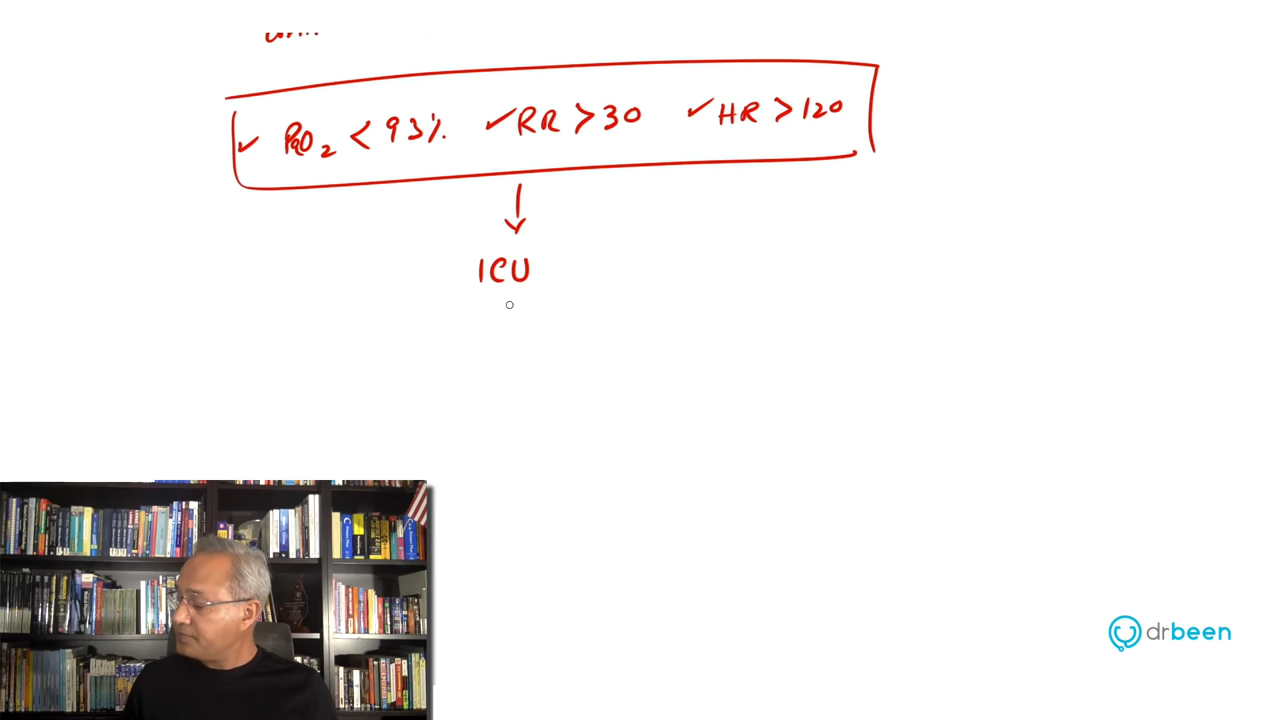 ✓ PaO2 < 93% ✓ RR > 30 ✓ HR > 120
ICU
drbeen